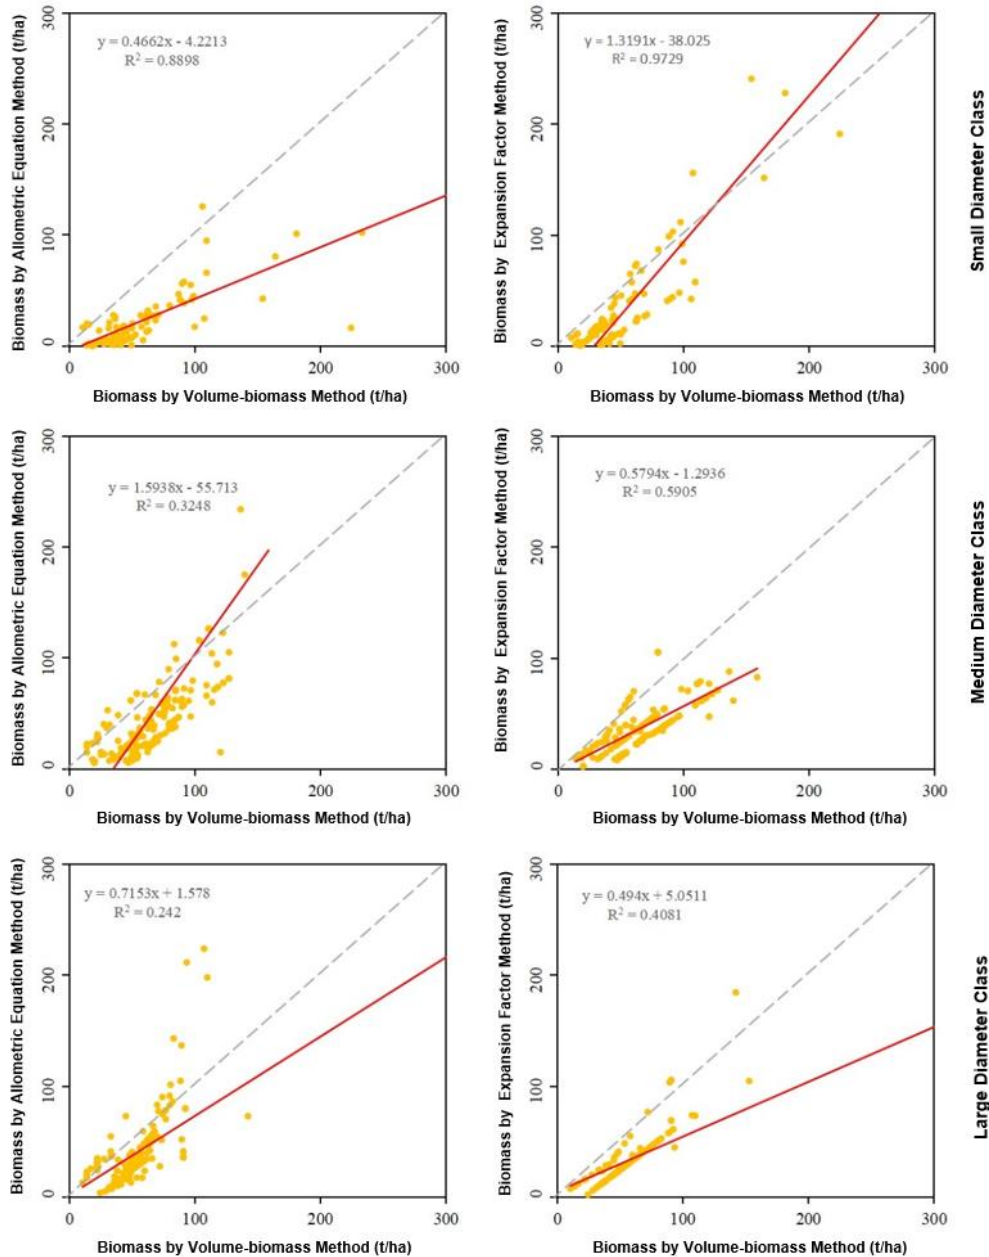 Biomass by Allometric Equation Method (t/ha)
300
200
100
0
y = 0.4662x - 4.2213
R² = 0.8898
0 100 200 300
Biomass by Volume-biomass Method (t/ha)
Biomass by Expansion Factor Method (t/ha)
300
200
100
0
y = 1.3191x - 38.025
R² = 0.9729
0 100 200 300
Biomass by Volume-biomass Method (t/ha)
Small Diameter Class
Biomass by Allometric Equation Method (t/ha)
300
200
100
0
y = 1.5938x - 55.713
R² = 0.3248
0 100 200 300
Biomass by Volume-biomass Method (t/ha)
Biomass by Expansion Factor Method (t/ha)
300
200
100
0
y = 0.5794x - 1.2936
R² = 0.5905
0 100 200 300
Biomass by Volume-biomass Method (t/ha)
Medium Diameter Class
Biomass by Allometric Equation Method (t/ha)
300
200
100
0
y = 0.7153x + 1.578
R² = 0.242
0 100 200 300
Biomass by Volume-biomass Method (t/ha)
Biomass by Expansion Factor Method (t/ha)
300
200
100
0
y = 0.494x + 5.0511
R² = 0.4081
0 100 200 300
Biomass by Volume-biomass Method (t/ha)
Large Diameter Class